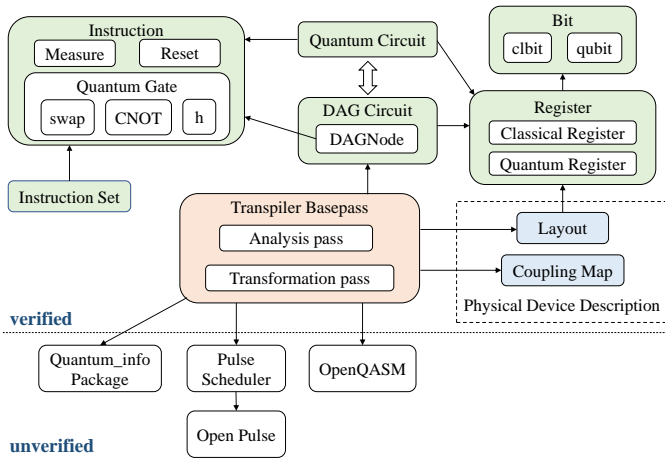 Instruction
Measure
Reset
Quantum Gate
swap
CNOT
h
Instruction Set
Quantum Circuit
DAG Circuit
DAGNode
Bit
clbit
qubit
Register
Classical Register
Quantum Register
Transpiler Basepass
Analysis pass
Transformation pass
Layout
Coupling Map
Physical Device Description
verified
Quantum_info
Package
Pulse
Scheduler
OpenQASM
Open Pulse
unverified